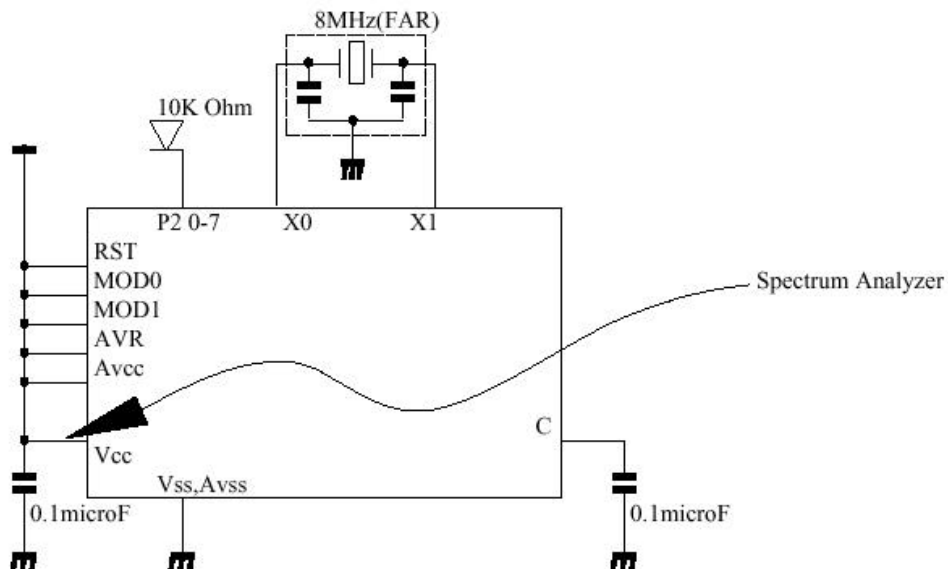 8MHz(FAR)
10K Ohm
P2 0-7
X0
X1
RST
MOD0
MOD1
AVR
Avcc
Spectrum Analyzer
C
Vcc
Vss,Avss
0.1microF
0.1microF